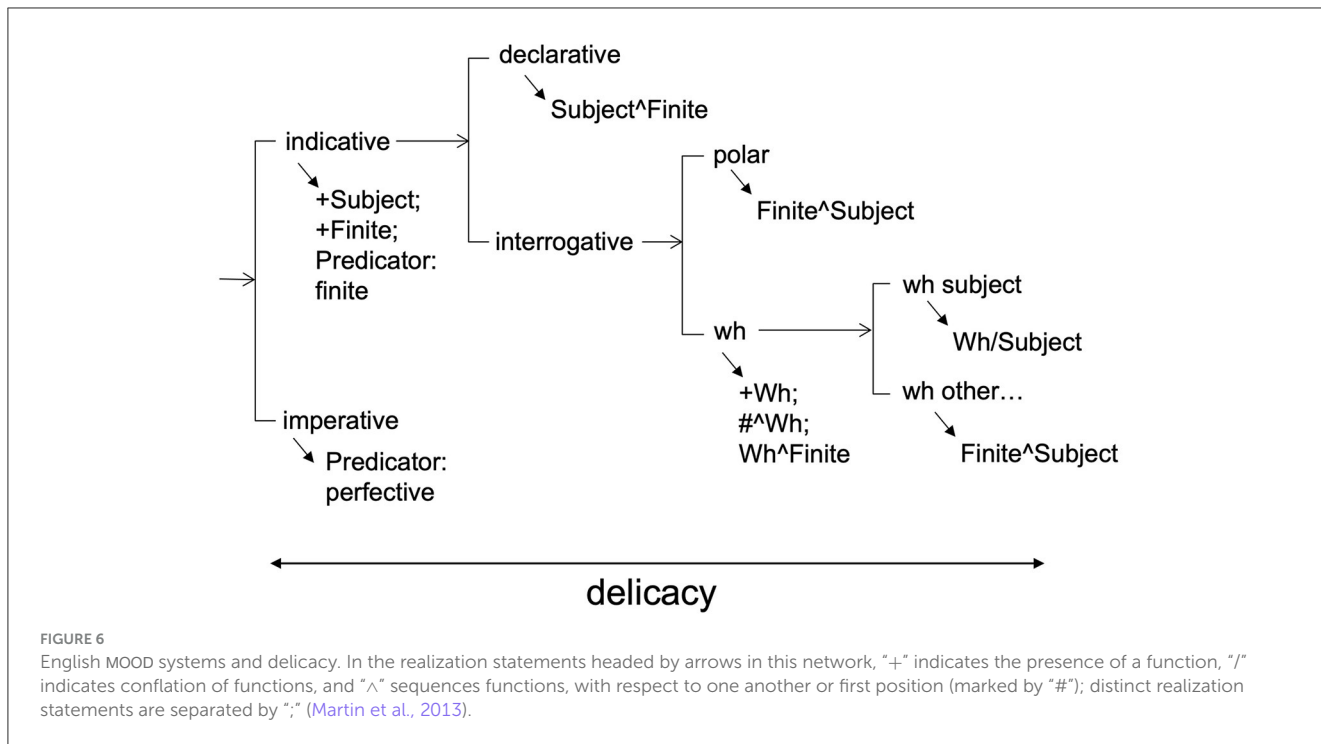 declarative
Subject^Finite
indicative
+Subject;
+Finite;
Predicator:
finite
polar
Finite^Subject
interrogative
wh subject
Wh/Subject
wh
+Wh;
#^Wh;
Wh^Finite
wh other...
Finite^Subject
imperative
Predicator:
perfective
delicacy
FIGURE 6
English MOOD systems and delicacy. In the realization statements headed by arrows in this network, “+” indicates the presence of a function, “/”
indicates conflation of functions, and “∧” sequences functions, with respect to one another or first position (marked by “#”); distinct realization
statements are separated by “;” (Martin et al., 2013).